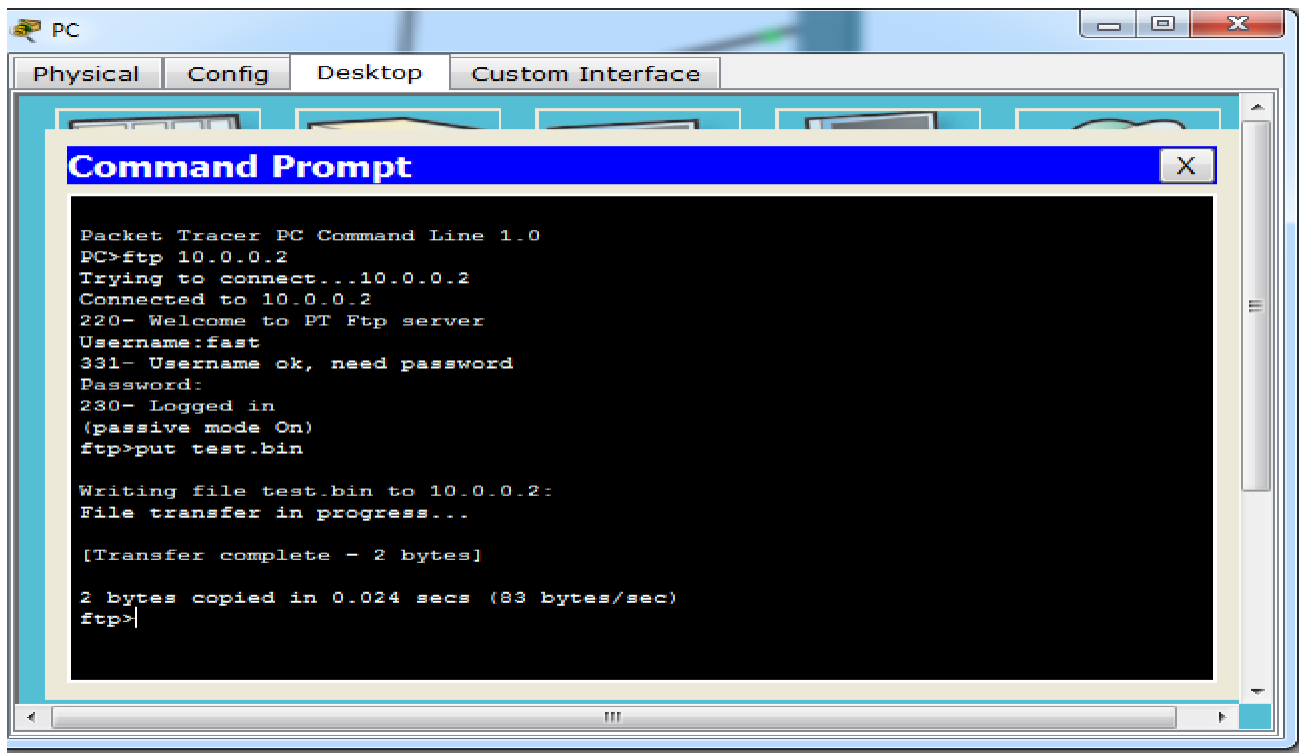 PC
Physical Config Desktop Custom Interface
Command Prompt X
Packet Tracer PC Command Line 1.0
PC>ftp 10.0.0.2
Trying to connect...10.0.0.2
Connected to 10.0.0.2
220- Welcome to PT Ftp server
Username:fast
331- Username ok, need password
Password:
230- Logged in
(passive mode On)
ftp>put test.bin
Writing file test.bin to 10.0.0.2:
File transfer in progress...
[Transfer complete - 2 bytes]
2 bytes copied in 0.024 secs (83 bytes/sec)
ftp>